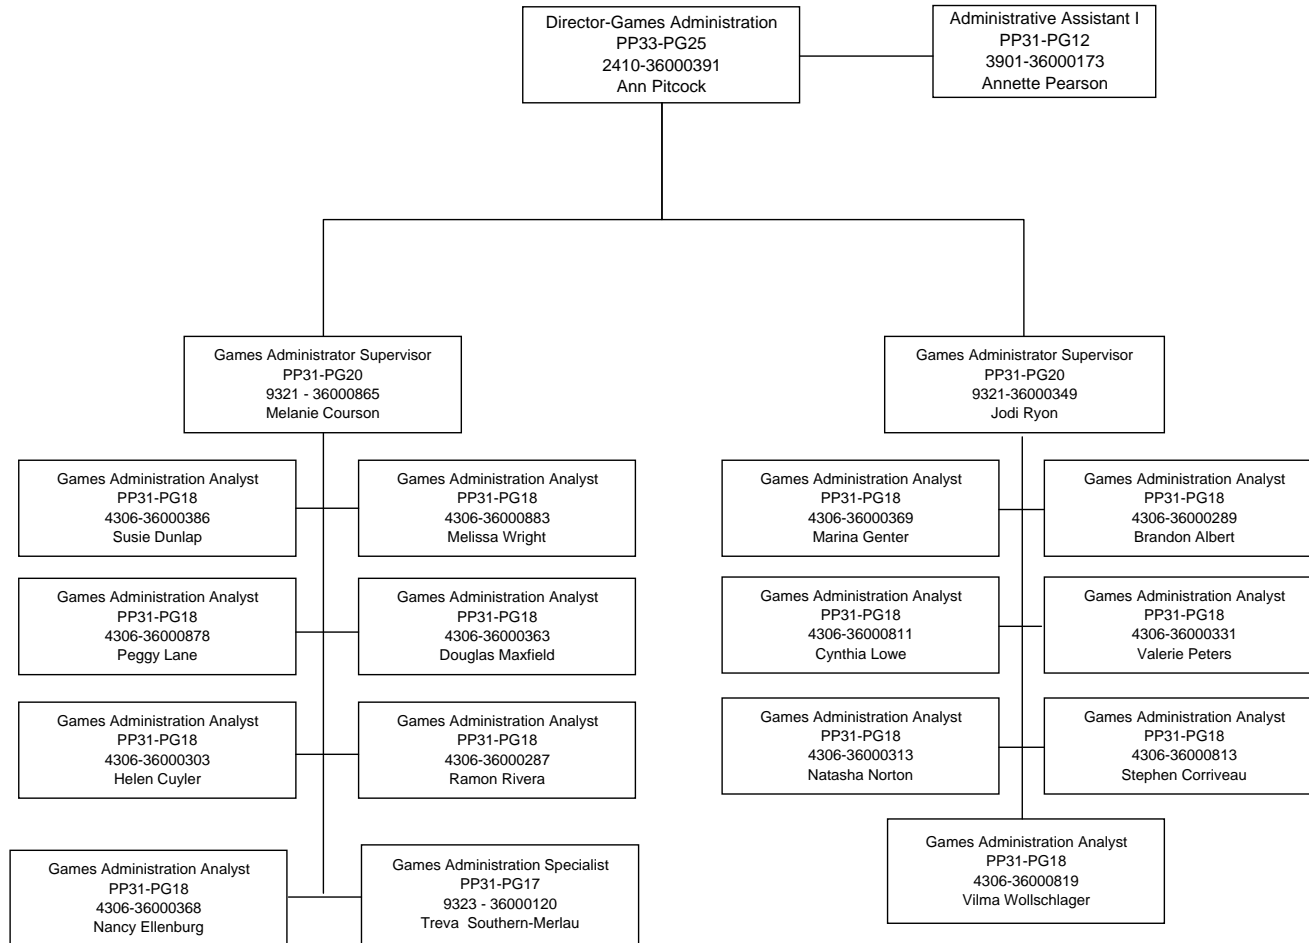 Director-Games Administration
PP33-PG25
2410-36000391
Ann Pitcock
Administrative Assistant I
PP31-PG12
3901-36000173
Annette Pearson
Games Administrator Supervisor
PP31-PG20
9321 - 36000865
Melanie Courson
Games Administrator Supervisor
PP31-PG20
9321-36000349
Jodi Ryon
Games Administration Analyst
PP31-PG18
4306-36000386
Susie Dunlap
Games Administration Analyst
PP31-PG18
4306-36000883
Melissa Wright
Games Administration Analyst
PP31-PG18
4306-36000369
Marina Genter
Games Administration Analyst
PP31-PG18
4306-36000289
Brandon Albert
Games Administration Analyst
PP31-PG18
4306-36000878
Peggy Lane
Games Administration Analyst
PP31-PG18
4306-36000363
Douglas Maxfield
Games Administration Analyst
PP31-PG18
4306-36000811
Cynthia Lowe
Games Administration Analyst
PP31-PG18
4306-36000331
Valerie Peters
Games Administration Analyst
PP31-PG18
4306-36000303
Helen Cuyler
Games Administration Analyst
PP31-PG18
4306-36000287
Ramon Rivera
Games Administration Analyst
PP31-PG18
4306-36000313
Natasha Norton
Games Administration Analyst
PP31-PG18
4306-36000813
Stephen Corriveau
Games Administration Analyst
PP31-PG18
4306-36000368
Nancy Ellenburg
Games Administration Specialist
PP31-PG17
9323 - 36000120
Treva  Southern-Merlau
Games Administration Analyst
PP31-PG18
4306-36000819
Vilma Wollschlager